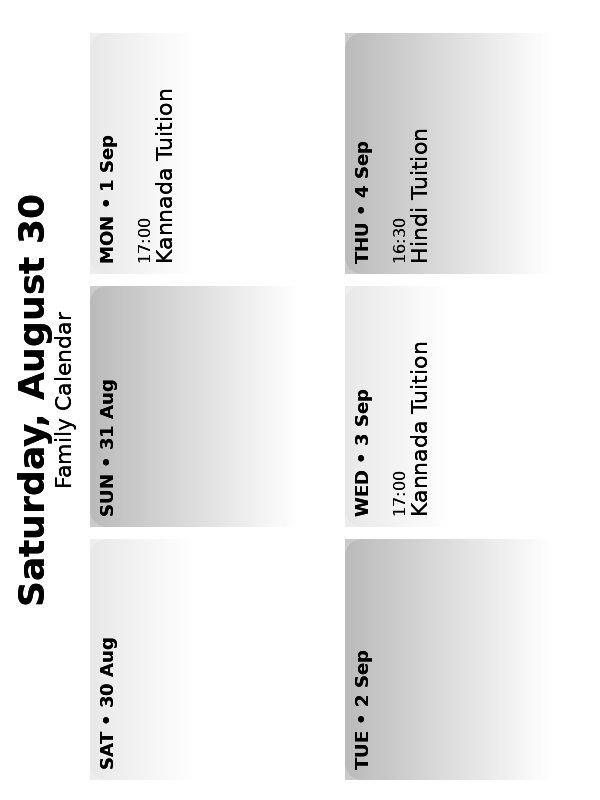 Saturday, August 30
Family Calendar
SAT • 30 Aug
SUN • 31 Aug
MON • 1 Sep
17:00
Kannada Tuition
TUE • 2 Sep
WED • 3 Sep
17:00
Kannada Tuition
THU • 4 Sep
16:30
Hindi Tuition